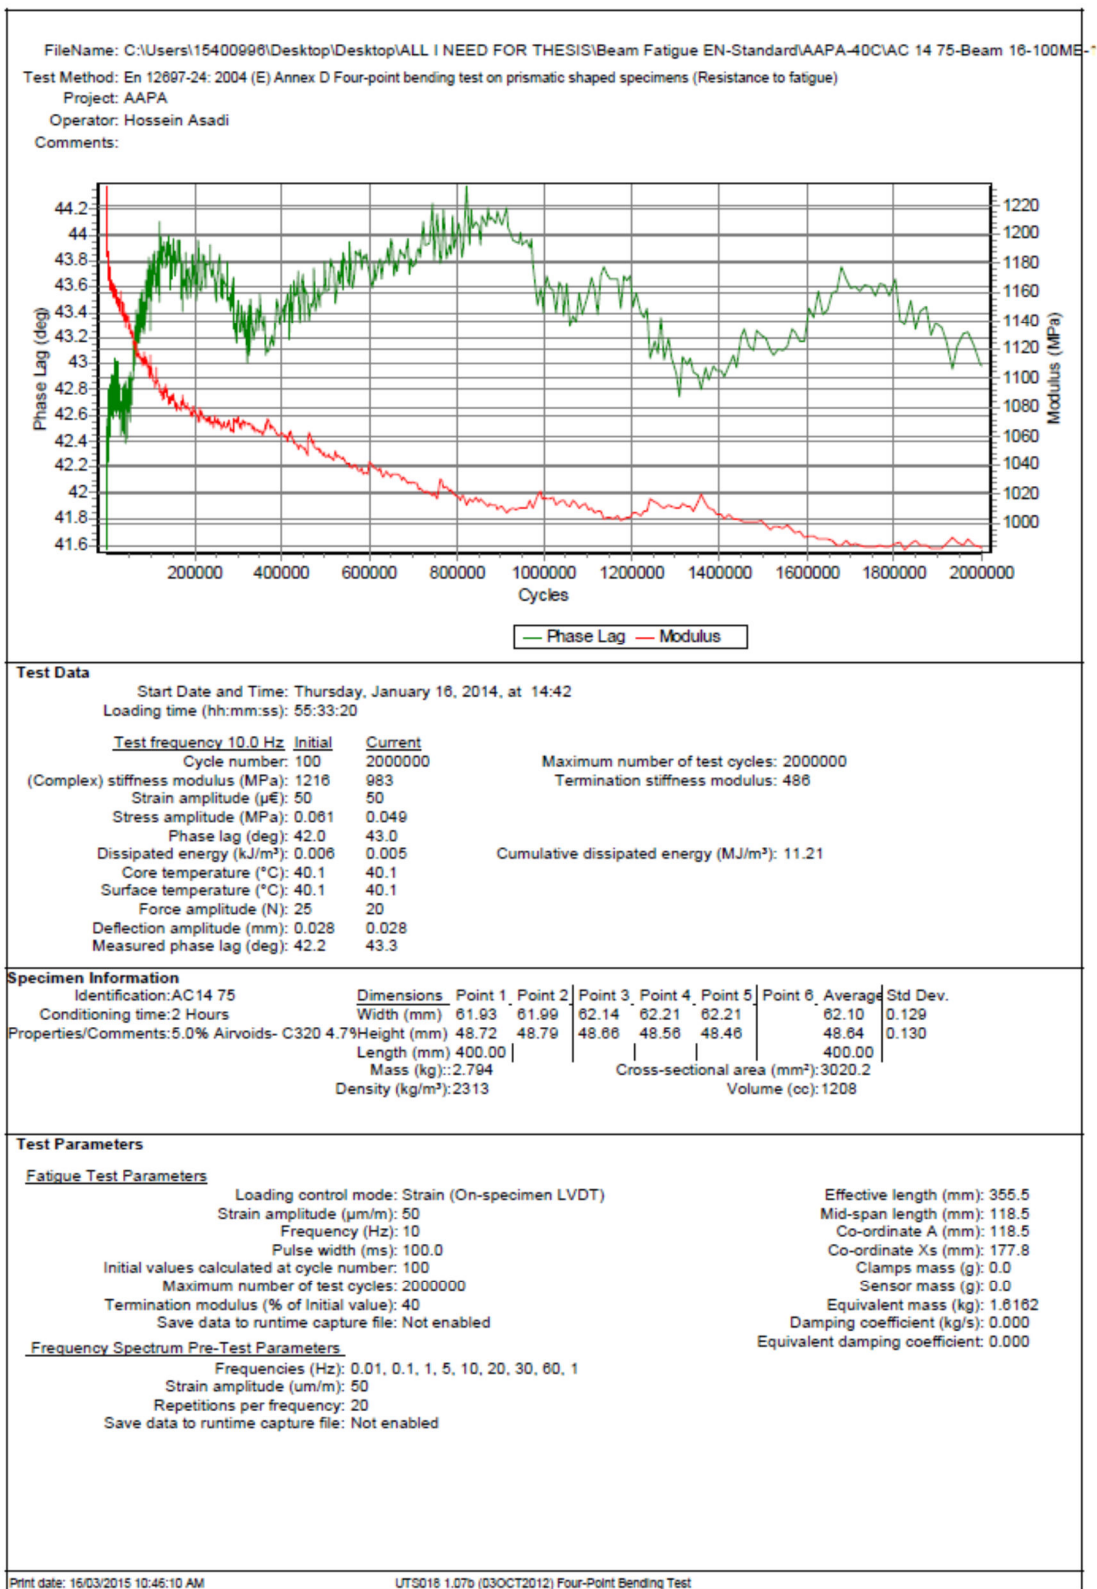 FileName: C:\Users\15400996\Desktop\Desktop\ALL I NEED FOR THESIS\Beam Fatigue EN-Standard\AAPA-40C\AC 14 75-Beam 16-100ME-
Test Method: En 12697-24: 2004 (E) Annex D Four-point bending test on prismatic shaped specimens (Resistance to fatigue)
Project: AAPA
Operator: Hossein Asadi
Comments:
44.2 1220
44 1200
43.8 1180
43.6 1160
43.4 1140
43.2 1120
43 1100
42.8 1080
42.6 1060
42.4 1040
42.2 1020
42 1000
41.8
41.6
Phase Lag (deg)
Modulus (MPa)
200000 400000 600000 800000 1000000 1200000 1400000 1600000 1800000 2000000
Cycles
Phase Lag Modulus
Test Data
Start Date and Time: Thursday, January 16, 2014, at 14:42
Loading time (hh:mm:ss): 55:33:20
Test frequency 10.0 Hz Initial Current
Cycle number: 100 2000000 Maximum number of test cycles: 2000000
(Complex) stiffness modulus (MPa): 1216 983 Termination stiffness modulus: 486
Strain amplitude (µ€): 50 50
Stress amplitude (MPa): 0.061 0.049
Phase lag (deg): 42.0 43.0
Dissipated energy (kJ/m³): 0.006 0.005 Cumulative dissipated energy (MJ/m³): 11.21
Core temperature (°C): 40.1 40.1
Surface temperature (°C): 40.1 40.1
Force amplitude (N): 25 20
Deflection amplitude (mm): 0.028 0.028
Measured phase lag (deg): 42.2 43.3
Specimen Information
Identification:AC14 75 Dimensions Point 1 Point 2 Point 3 Point 4 Point 5 Point 6 Average Std Dev.
Conditioning time:2 Hours Width (mm) 61.93 61.99 62.14 62.21 62.21 62.10 0.129
Properties/Comments:5.0% Airvoids- C320 4.7% Height (mm) 48.72 48.79 48.66 48.56 48.46 48.64 0.130
Length (mm) 400.00 400.00
Mass (kg)::2.794 Cross-sectional area (mm²):3020.2
Density (kg/m³):2313 Volume (cc):1208
Test Parameters
Fatigue Test Parameters
Loading control mode: Strain (On-specimen LVDT) Effective length (mm): 355.5
Strain amplitude (µm/m): 50 Mid-span length (mm): 118.5
Frequency (Hz): 10 Co-ordinate A (mm): 118.5
Pulse width (ms): 100.0 Co-ordinate Xs (mm): 177.8
Initial values calculated at cycle number: 100 Clamps mass (g): 0.0
Maximum number of test cycles: 2000000 Sensor mass (g): 0.0
Termination modulus (% of Initial value): 40 Equivalent mass (kg): 1.6162
Save data to runtime capture file: Not enabled Damping coefficient (kg/s): 0.000
Equivalent damping coefficient: 0.000
Frequency Spectrum Pre-Test Parameters
Frequencies (Hz): 0.01, 0.1, 1, 5, 10, 20, 30, 60, 1
Strain amplitude (um/m): 50
Repetitions per frequency: 20
Save data to runtime capture file: Not enabled
Print date: 16/03/2015 10:46:10 AM UTS018 1.07b (03OCT2012) Four-Point Bending Test